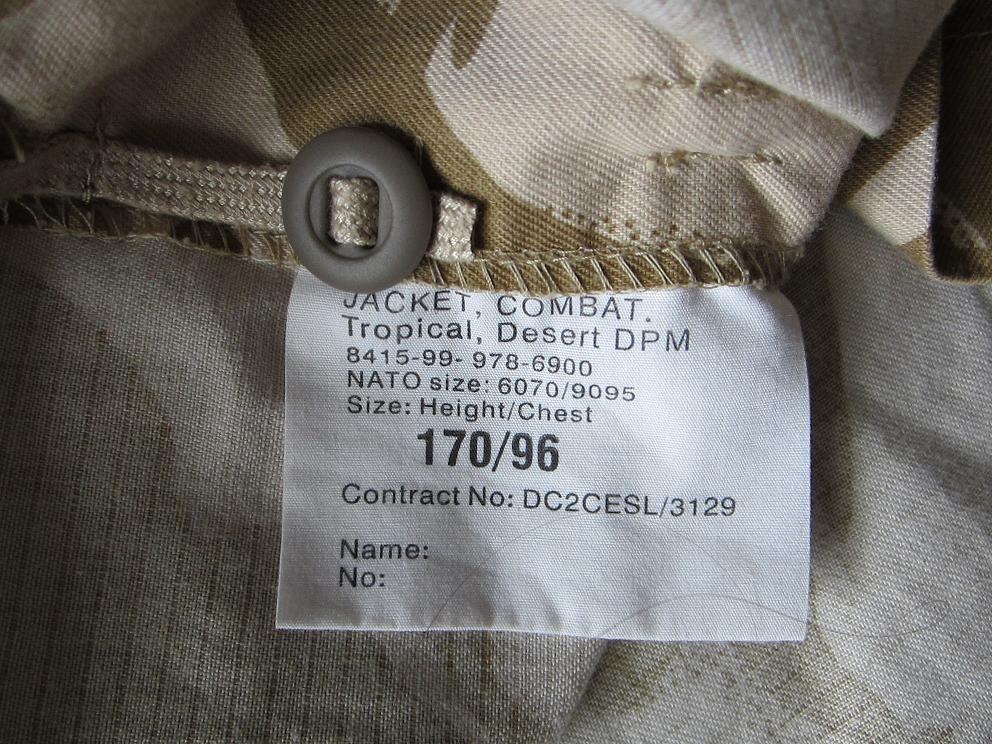 JACKET, COMBAT.
Tropical, Desert DPM
8415-99- 978-6900
NATO size: 6070/9095
Size: Height/Chest
170/96
Contract No: DC2CESL/3129
Name:
No: